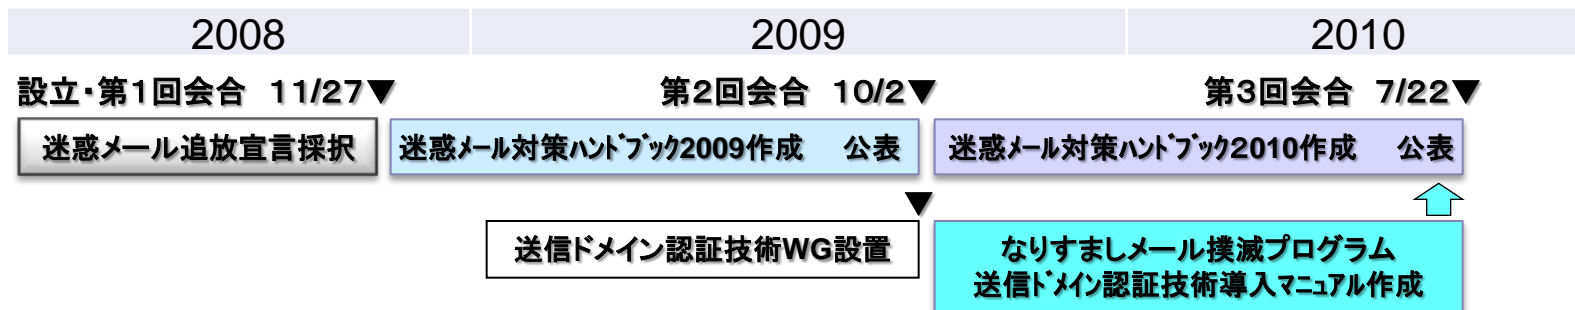 2008 2009 2010
設立・第１回会合　１１/２７▼ 第２回会合　１０/２▼ 第３回会合　７/２２▼
迷惑メール追放宣言採択 迷惑ﾒｰﾙ対策ﾊﾝﾄﾞﾌﾞｯｸ2009作成　公表 迷惑ﾒｰﾙ対策ﾊﾝﾄﾞﾌﾞｯｸ2010作成　公表
▼
送信ドメイン認証技術WG設置 なりすましメール撲滅プログラム
送信ﾄﾞﾒｲﾝ認証技術導入ﾏﾆｭｱﾙ作成